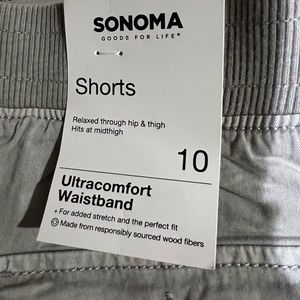 SONOMA
GOODS FOR LIFE®
Shorts
Relaxed through hip & thigh
Hits at midthigh
10
Ultracomfort
Waistband
+ For added stretch and the perfect fit
Made from responsibly sourced wood fibers